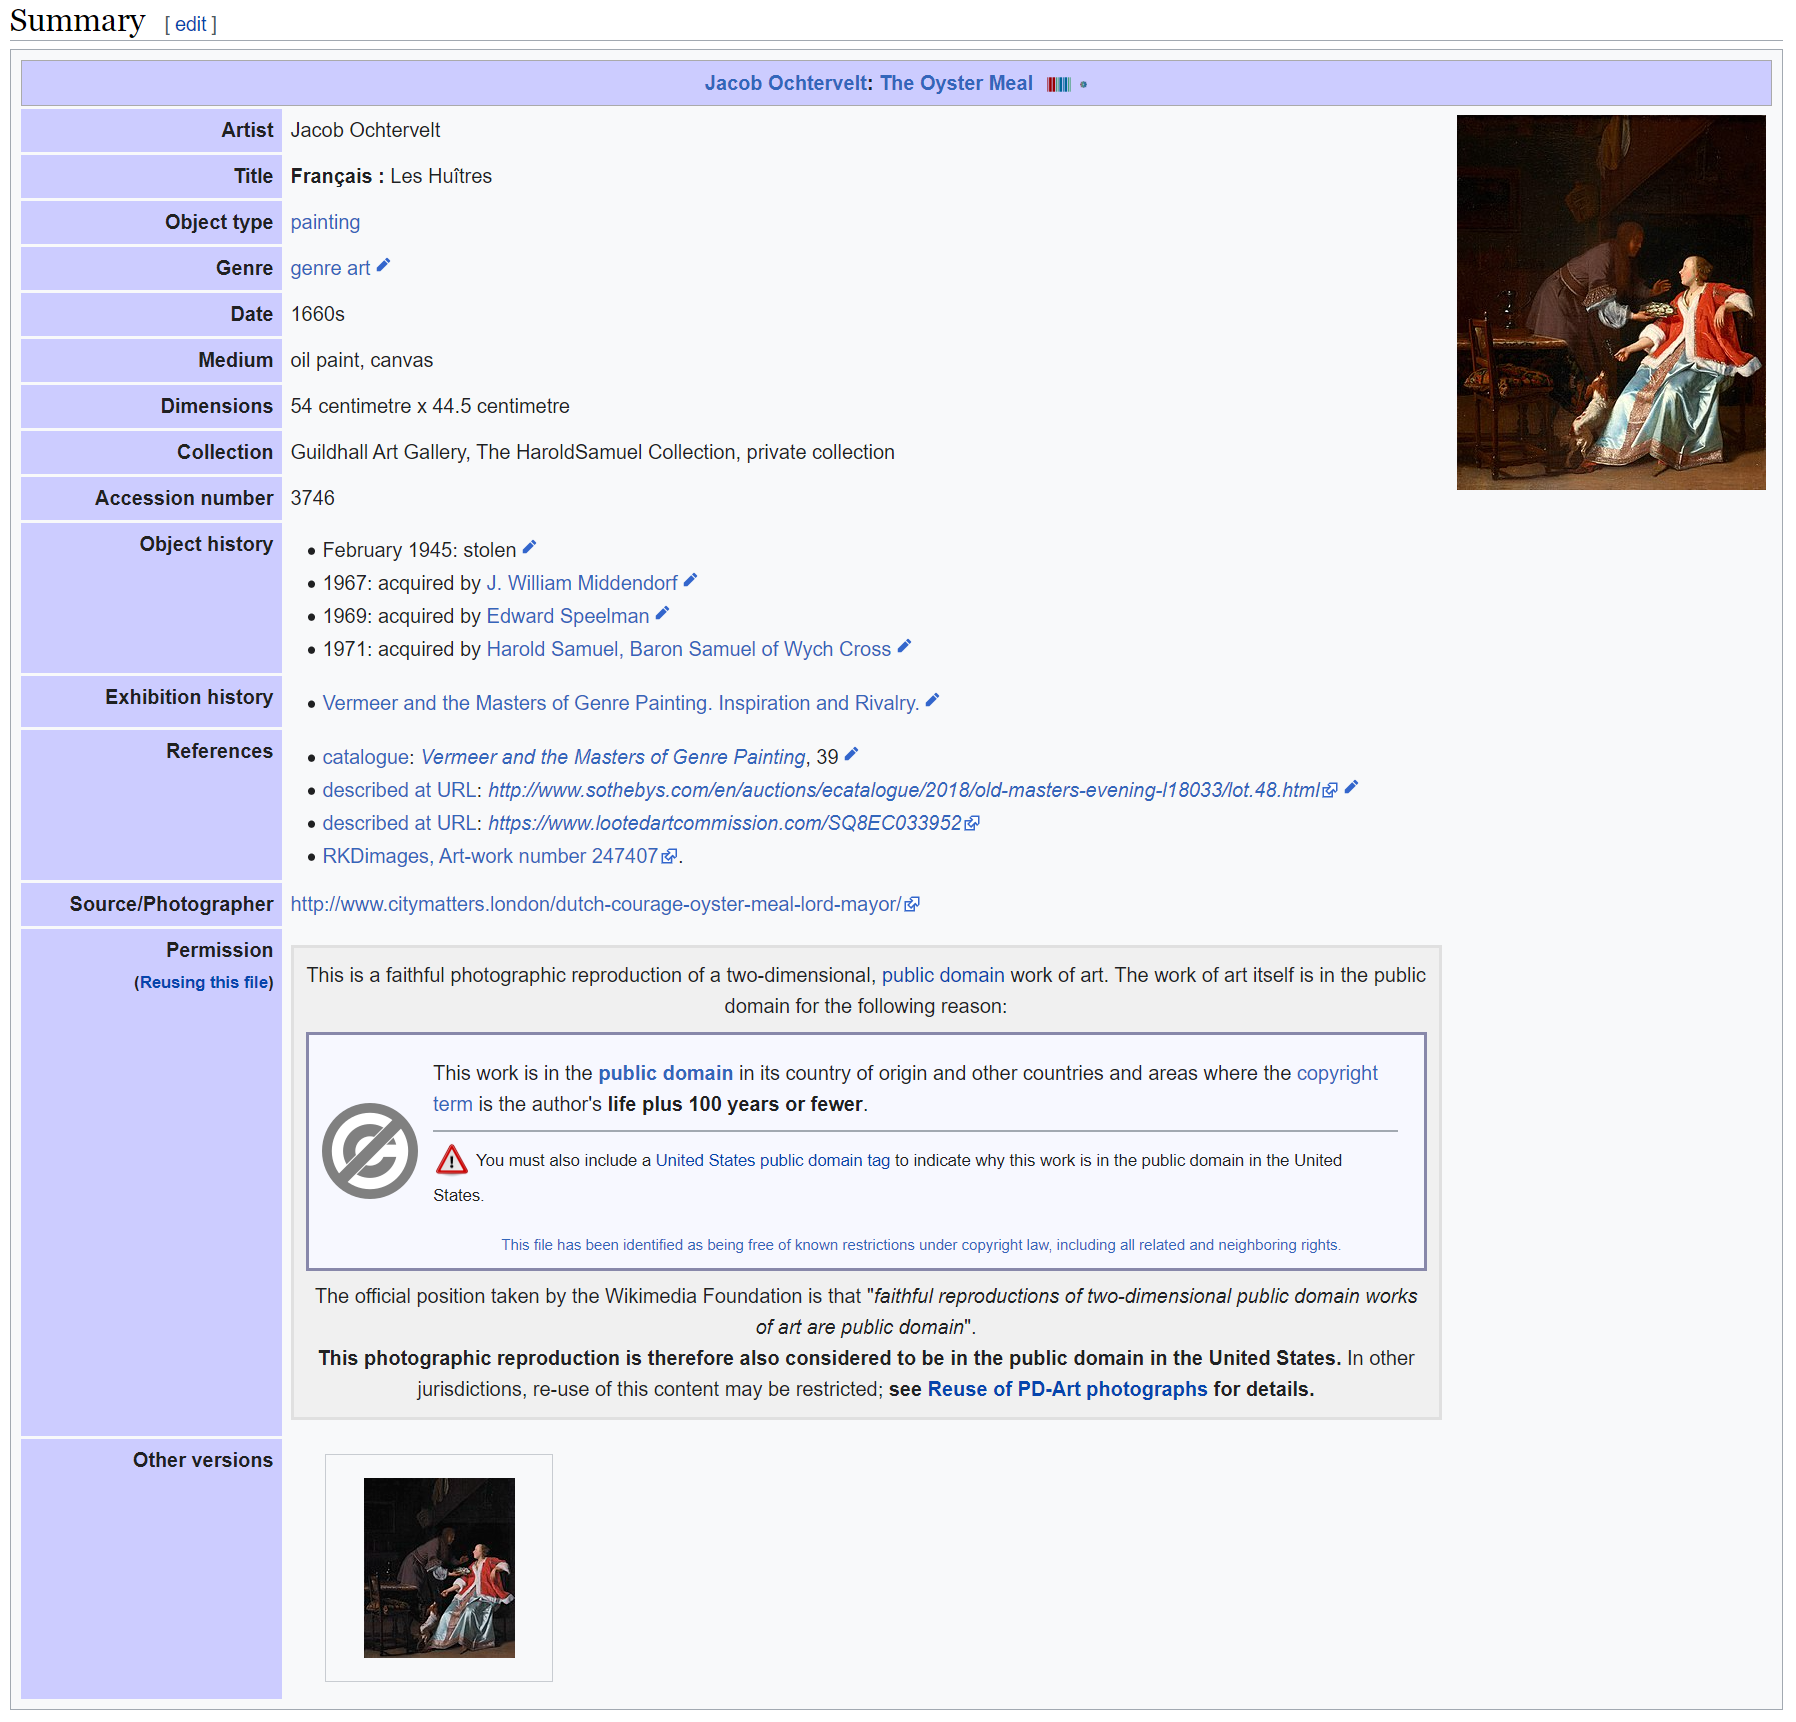 Summary [ edit ]
Jacob Ochtervelt: The Oyster Meal
Artist Jacob Ochtervelt
Title Français : Les Huîtres
Object type painting
Genre genre art
Date 1660s
Medium oil paint, canvas
Dimensions 54 centimetre x 44.5 centimetre
Collection Guildhall Art Gallery, The HaroldSamuel Collection, private collection
Accession number 3746
Object history
• February 1945: stolen
• 1967: acquired by J. William Middendorf
• 1969: acquired by Edward Speelman
• 1971: acquired by Harold Samuel, Baron Samuel of Wych Cross
Exhibition history
• Vermeer and the Masters of Genre Painting. Inspiration and Rivalry.
References
• catalogue: Vermeer and the Masters of Genre Painting, 39
• described at URL: http://www.sothebys.com/en/auctions/ecatalogue/2018/old-masters-evening-l18033/lot.48.html
• described at URL: https://www.lootedartcommission.com/SQ8EC033952
• RKDimages, Art-work number 247407.
Source/Photographer http://www.citymatters.london/dutch-courage-oyster-meal-lord-mayor/
Permission
(Reusing this file)
This is a faithful photographic reproduction of a two-dimensional, public domain work of art. The work of art itself is in the public
domain for the following reason:
This work is in the public domain in its country of origin and other countries and areas where the copyright
term is the author's life plus 100 years or fewer.
You must also include a United States public domain tag to indicate why this work is in the public domain in the United
States.
This file has been identified as being free of known restrictions under copyright law, including all related and neighboring rights.
The official position taken by the Wikimedia Foundation is that "faithful reproductions of two-dimensional public domain works
of art are public domain".
This photographic reproduction is therefore also considered to be in the public domain in the United States. In other
jurisdictions, re-use of this content may be restricted; see Reuse of PD-Art photographs for details.
Other versions